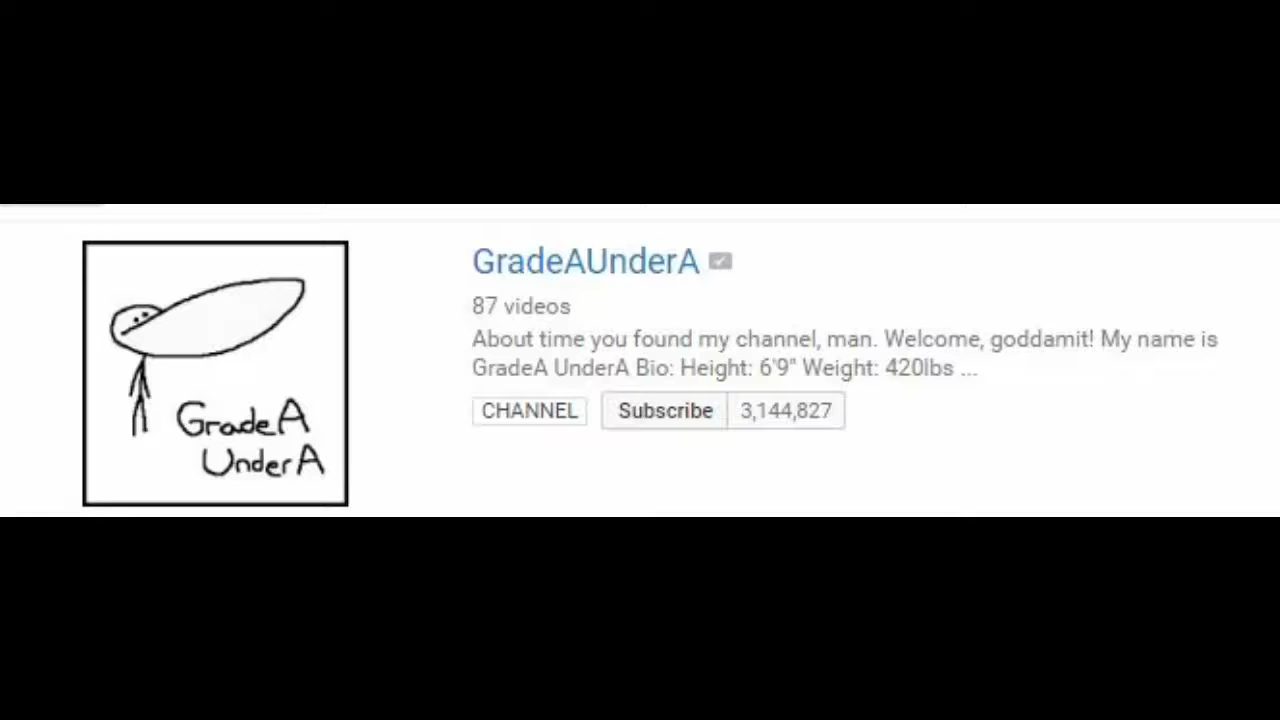 GradeAUnderA
87 videos
About time you found my channel, man. Welcome, goddamit! My name is
GradeA UnderA Bio: Height: 6'9" Weight: 420lbs ...
CHANNEL Subscribe 3,144,827
GradeA
UnderA